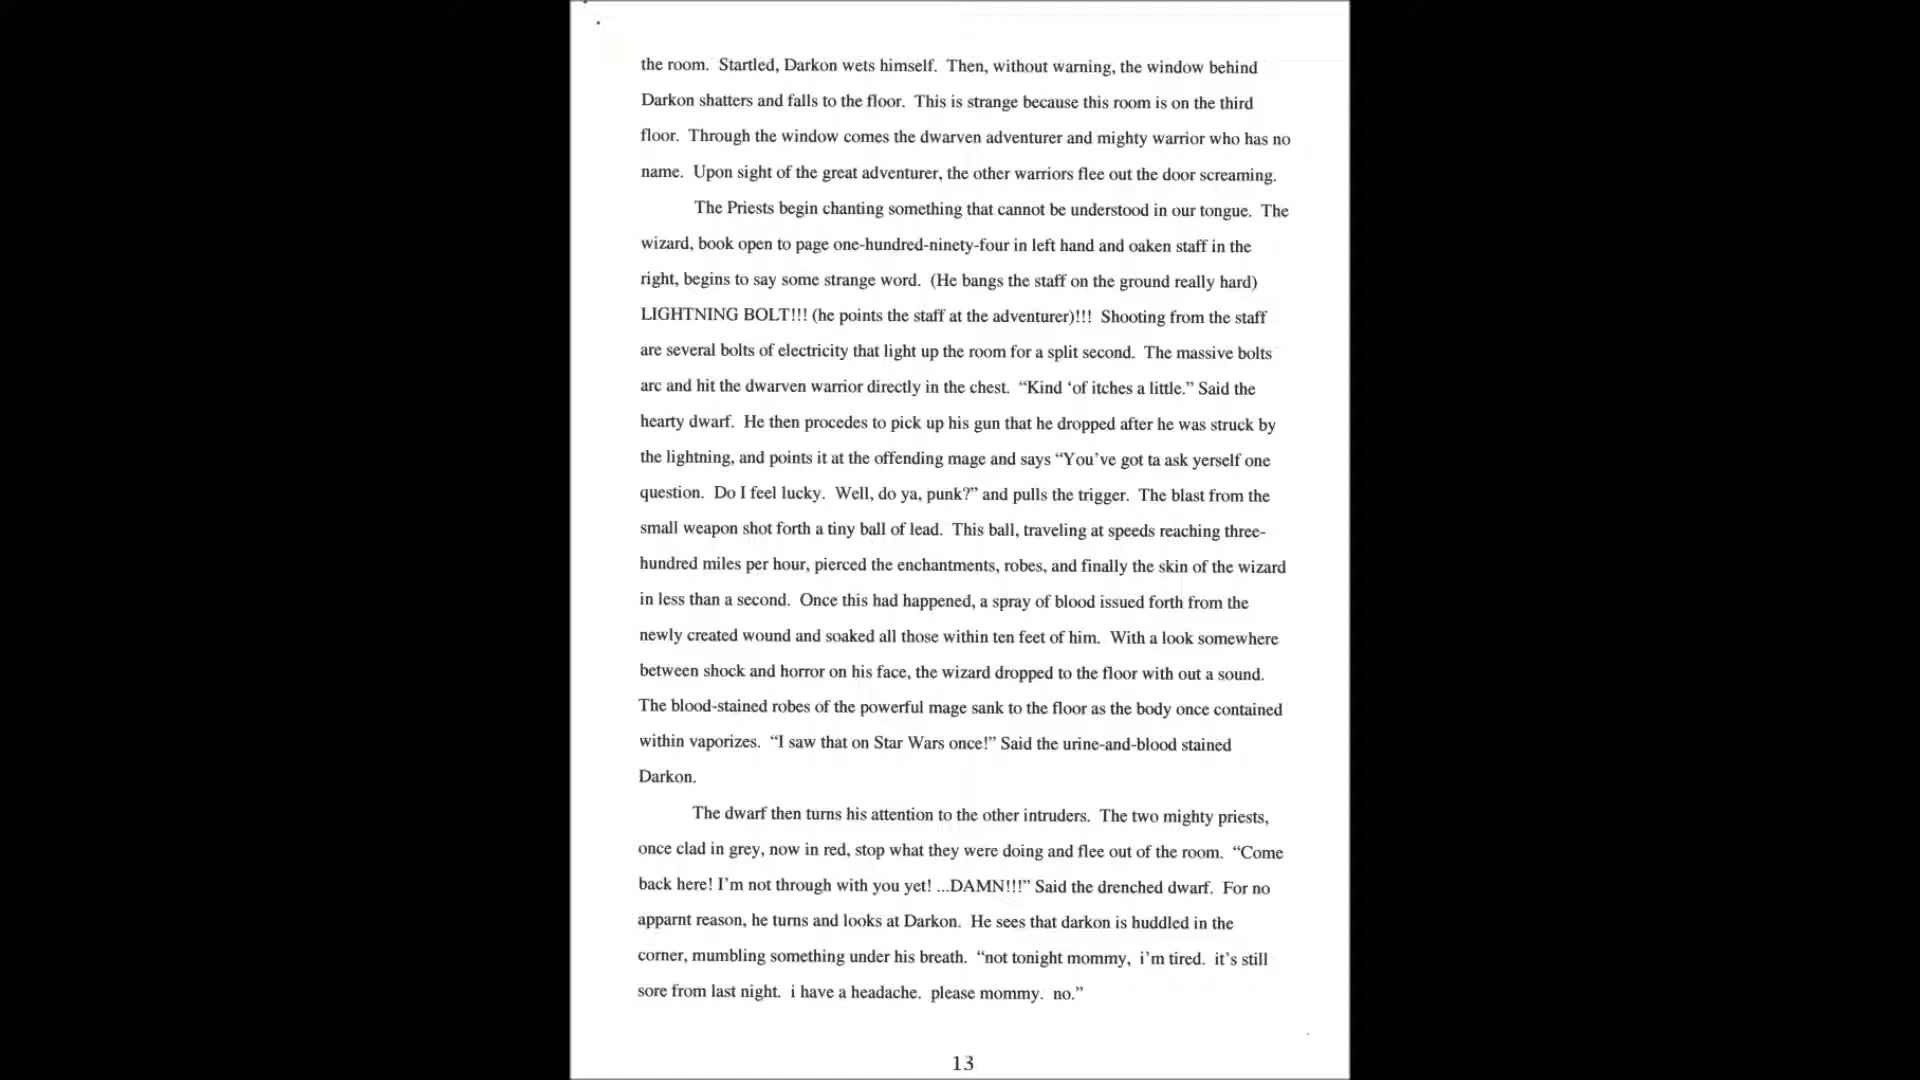 the room.  Startled, Darkon wets himself.  Then, without warning, the window behind
Darkon shatters and falls to the floor.  This is strange because this room is on the third
floor.  Through the window comes the dwarven adventurer and mighty warrior who has no
name.  Upon sight of the great adventurer, the other warriors flee out the door screaming.
The Priests begin chanting something that cannot be understood in our tongue.  The
wizard, book open to page one-hundred-ninety-four in left hand and oaken staff in the
right, begins to say some strange word.  (He bangs the staff on the ground really hard)
LIGHTNING BOLT!!! (he points the staff at the adventurer)!!!  Shooting from the staff
are several bolts of electricity that light up the room for a split second.  The massive bolts
arc and hit the dwarven warrior directly in the chest.  “Kind ‘of itches a little.” Said the
hearty dwarf.  He then procedes to pick up his gun that he dropped after he was struck by
the lightning, and points it at the offending mage and says “You’ve got ta ask yerself one
question.  Do I feel lucky.  Well, do ya, punk?” and pulls the trigger.  The blast from the
small weapon shot forth a tiny ball of lead.  This ball, traveling at speeds reaching three-
hundred miles per hour, pierced the enchantments, robes, and finally the skin of the wizard
in less than a second.  Once this had happened, a spray of blood issued forth from the
newly created wound and soaked all those within ten feet of him.  With a look somewhere
between shock and horror on his face, the wizard dropped to the floor with out a sound.
The blood-stained robes of the powerful mage sank to the floor as the body once contained
within vaporizes.  “I saw that on Star Wars once!” Said the urine-and-blood stained
Darkon.
The dwarf then turns his attention to the other intruders.  The two mighty priests,
once clad in grey, now in red, stop what they were doing and flee out of the room.  “Come
back here! I’m not through with you yet! ...DAMN!!!” Said the drenched dwarf.  For no
apparnt reason, he turns and looks at Darkon.  He sees that darkon is huddled in the
corner, mumbling something under his breath.  “not tonight mommy,  i’m tired.  it’s still
sore from last night.  i have a headache.  please mommy.  no.”
13